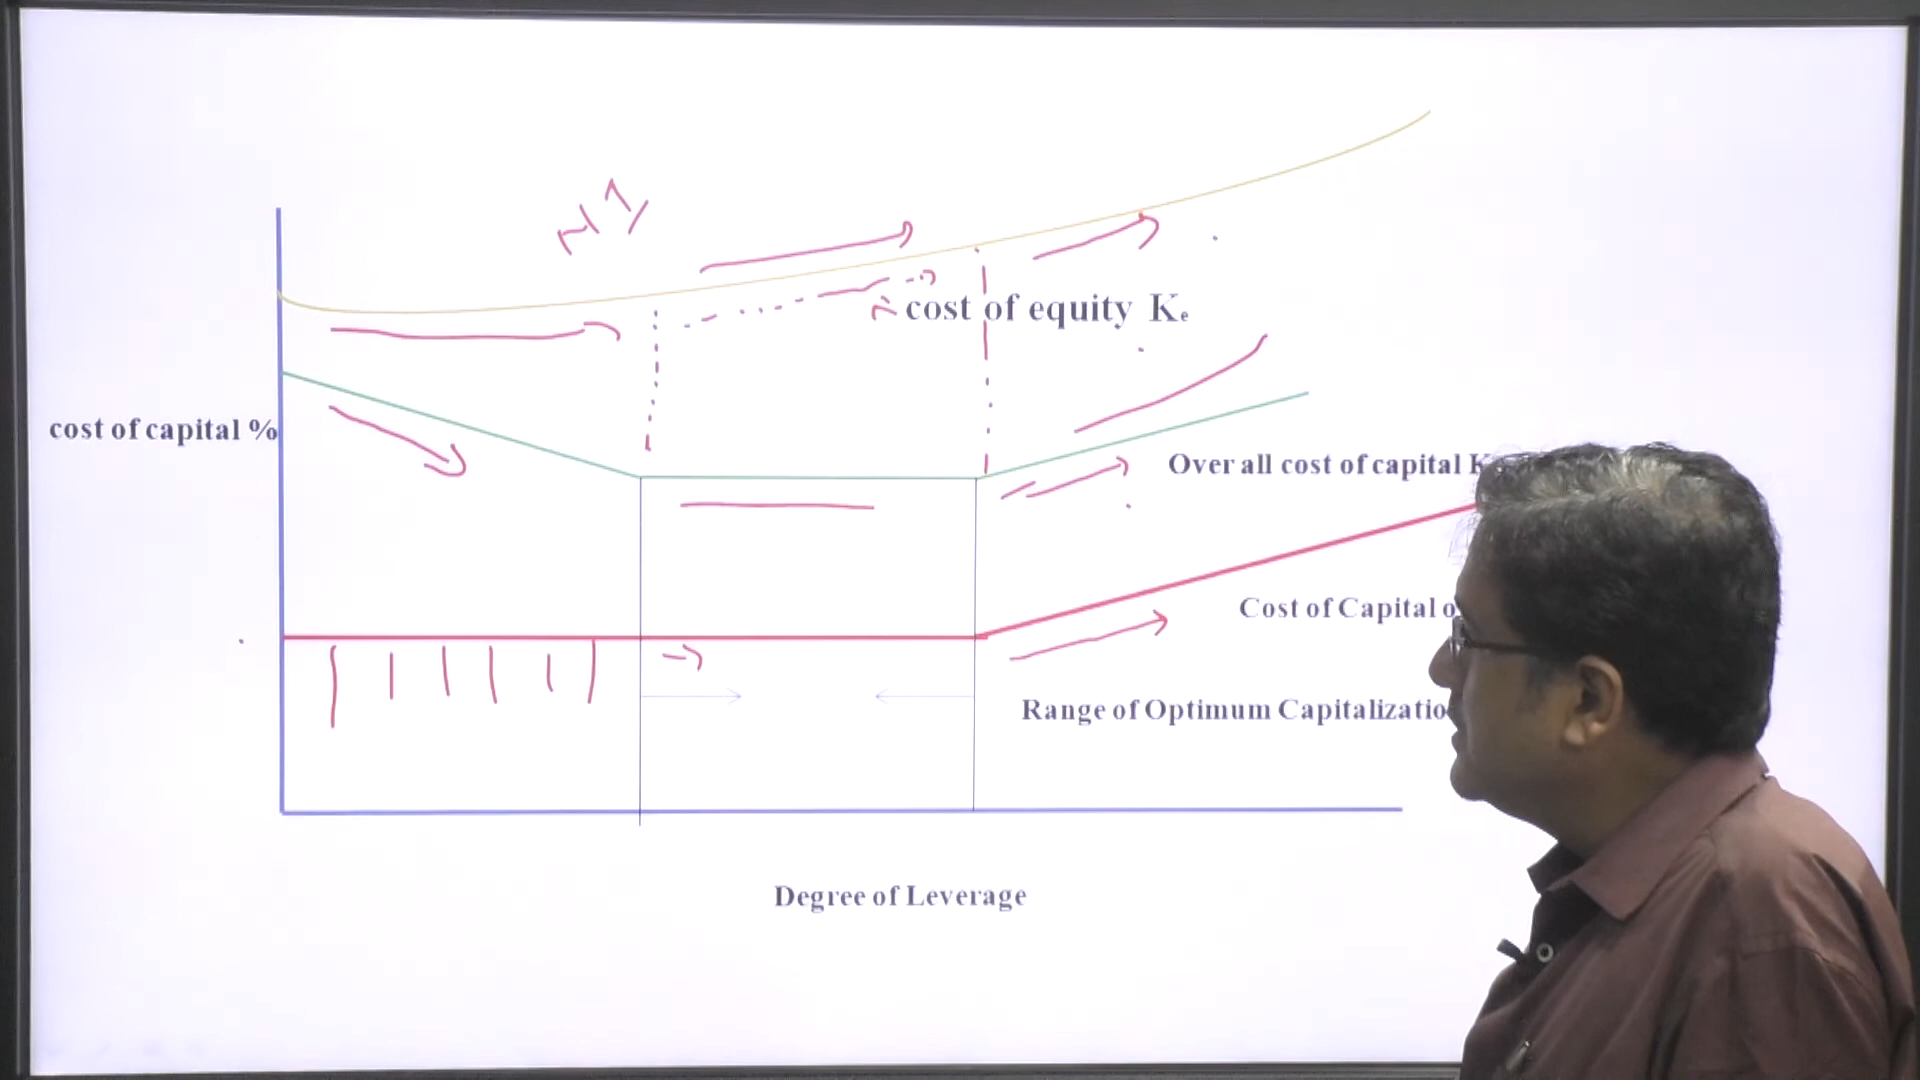 NI
cost of equity Ke
cost of capital %
Over all cost of capital K
Cost of Capital o
Range of Optimum Capitalizatio
Degree of Leverage